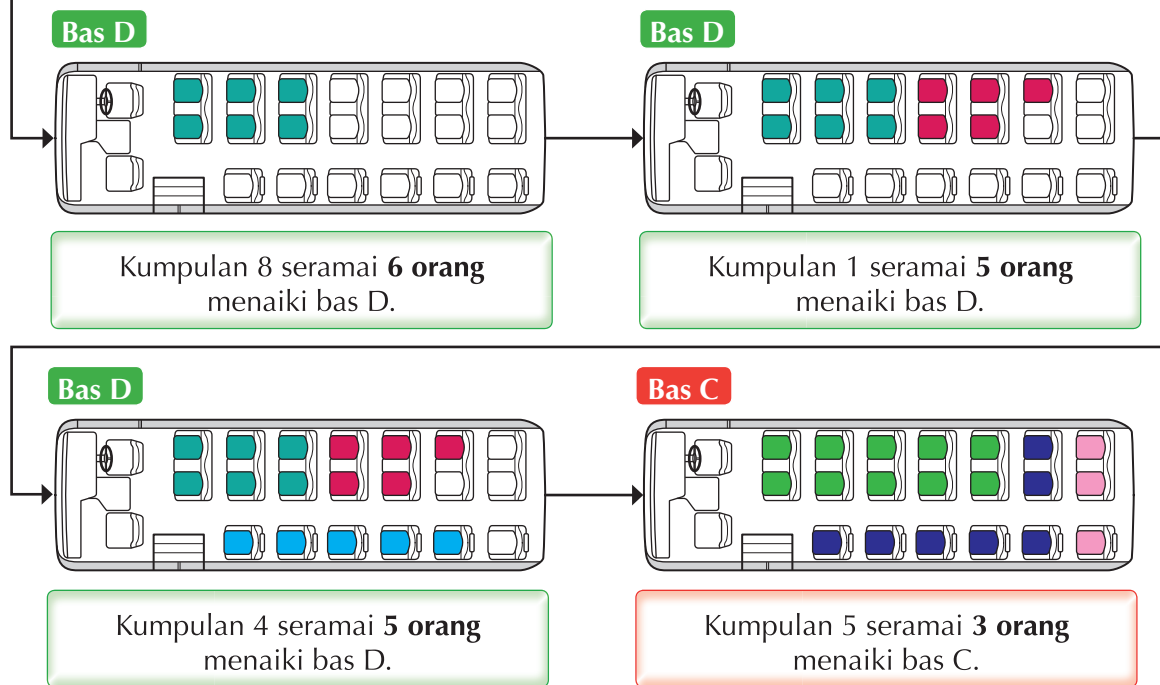 Bas D
Kumpulan 8 seramai 6 orang
menaiki bas D.
Bas D
Kumpulan 1 seramai 5 orang
menaiki bas D.
Bas D
Kumpulan 4 seramai 5 orang
menaiki bas D.
Bas C
Kumpulan 5 seramai 3 orang
menaiki bas C.